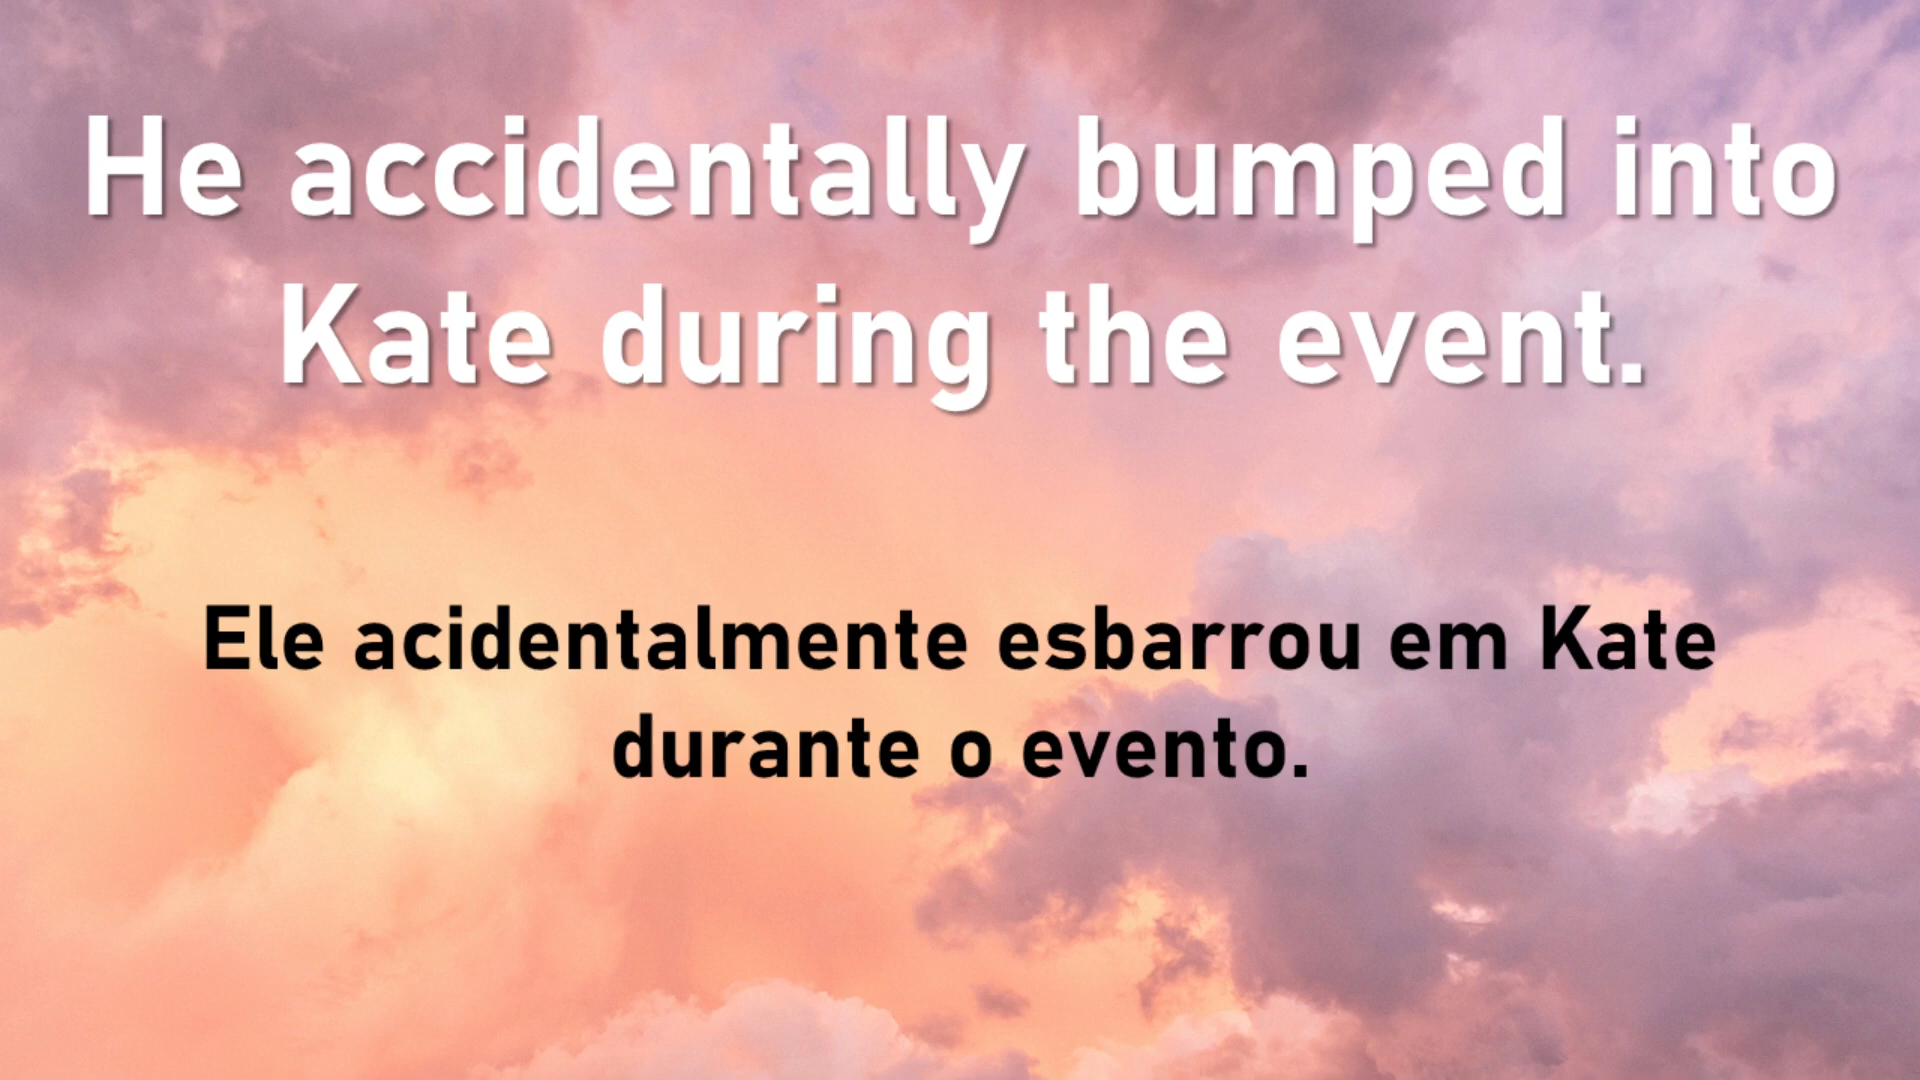 He accidentally bumped into
Kate during the event.
Ele acidentalmente esbarrou em Kate
durante o evento.